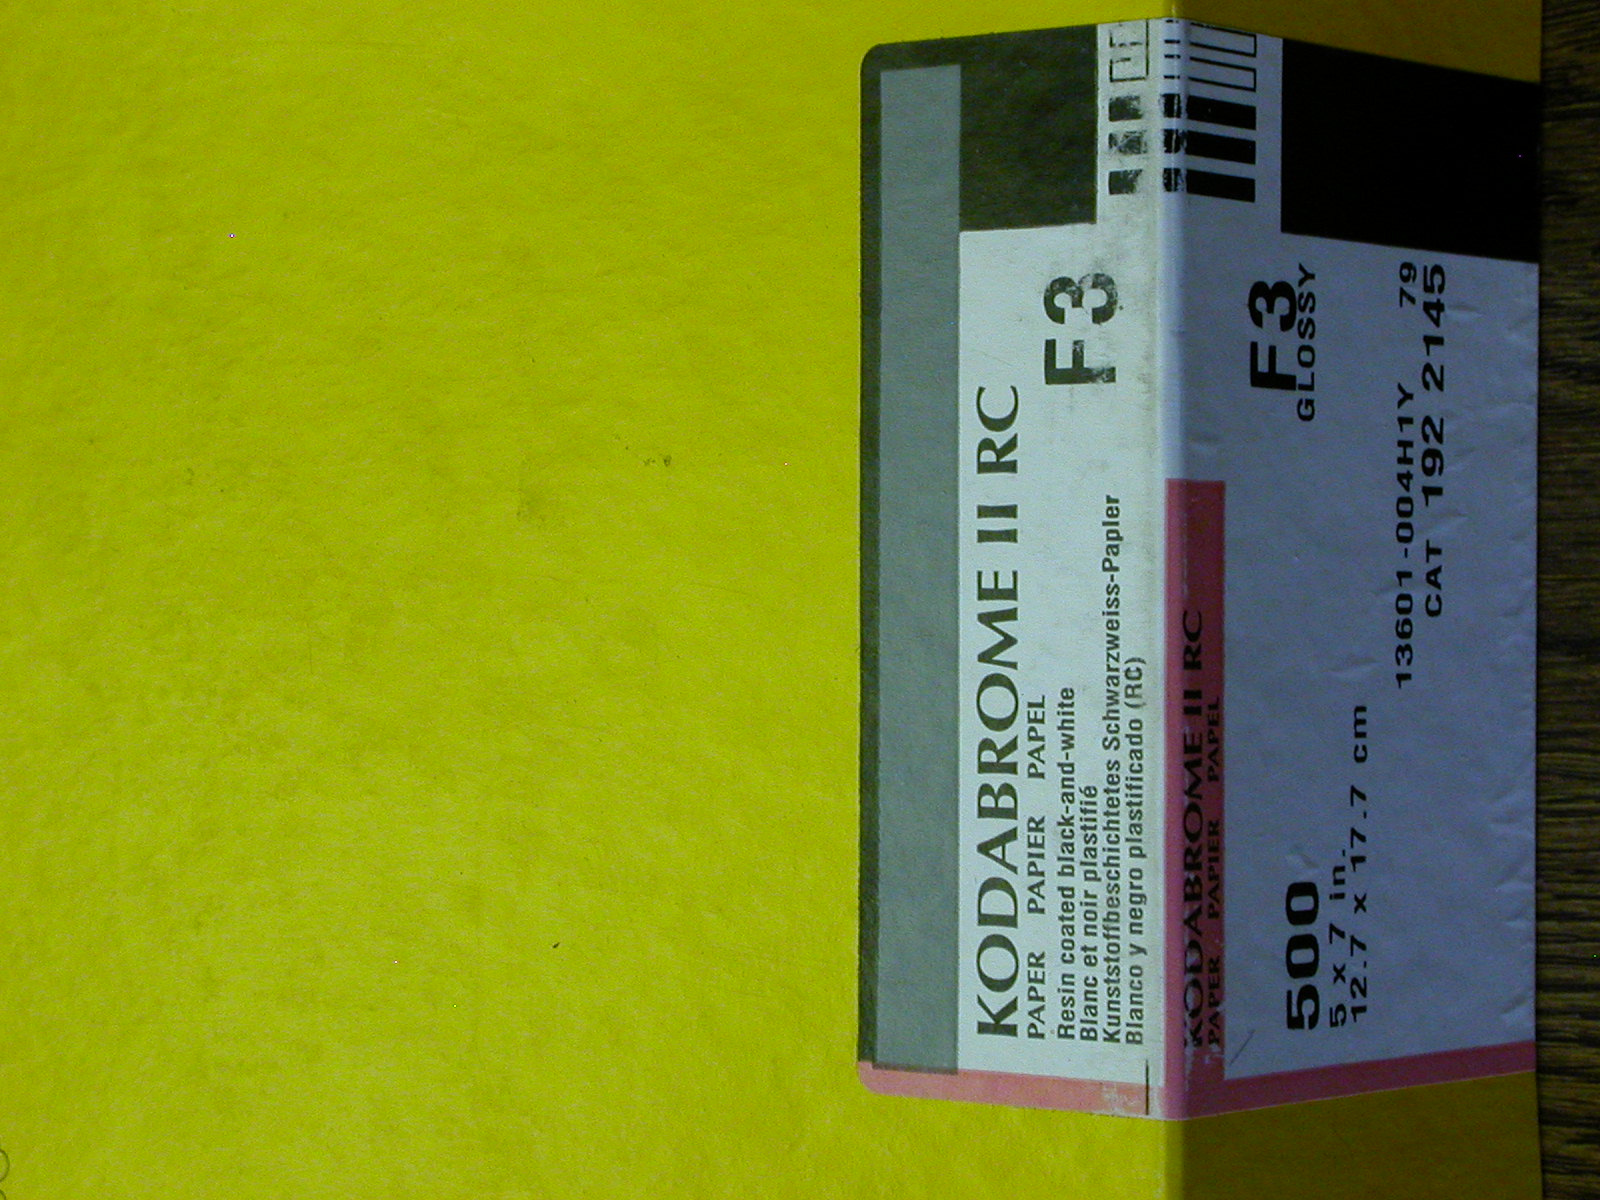 KODABROME II RC
PAPER PAPIER PAPEL
F 3
Resin coated black-and-white
Blanc et noir plastifié
Kunststoffbeschichtetes Schwarzweiss-Papier
Blanco y negro plastificado (RC)
KODABROME II RC
PAPER PAPIER PAPEL
F 3
GLOSSY
500
5 x 7 in.
12.7 x 17.7 cm
13601-004H1Y 79
CAT 192 2145